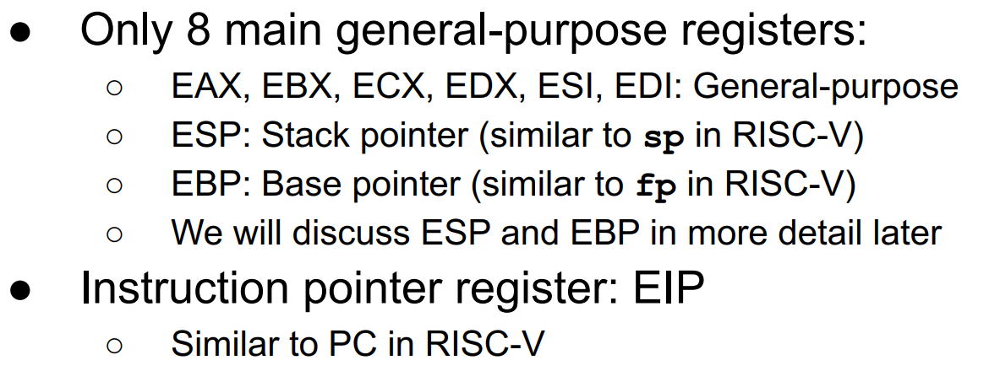 ● Only 8 main general-purpose registers:
○ EAX, EBX, ECX, EDX, ESI, EDI: General-purpose
○ ESP: Stack pointer (similar to sp in RISC-V)
○ EBP: Base pointer (similar to fp in RISC-V)
○ We will discuss ESP and EBP in more detail later
● Instruction pointer register: EIP
○ Similar to PC in RISC-V